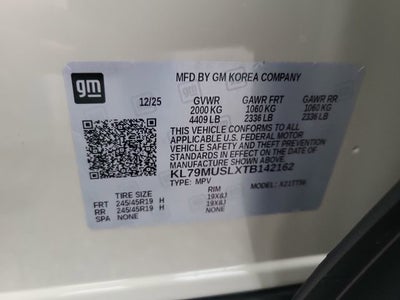 gm
MFD BY GM KOREA COMPANY
12/25 GVWR GAWR FRT GAWR RR
2000 KG 1060 KG 1060 KG
4409 LB 2336 LB 2336 LB
THIS VEHICLE CONFORMS TO ALL
APPLICABLE U.S. FEDERAL MOTOR
VEHICLE SAFETY AND THEFT PREVENTION
STANDARDS IN EFFECT ON THE DATE OF
MANUFACTURE SHOWN ABOVE.
KL79MUSLXTB142162
TYPE: MPV MODEL:
TIRE SIZE RIM
FRT 245/45R19 H 19X8J
RR 245/45R19 H 19X8J
SPA